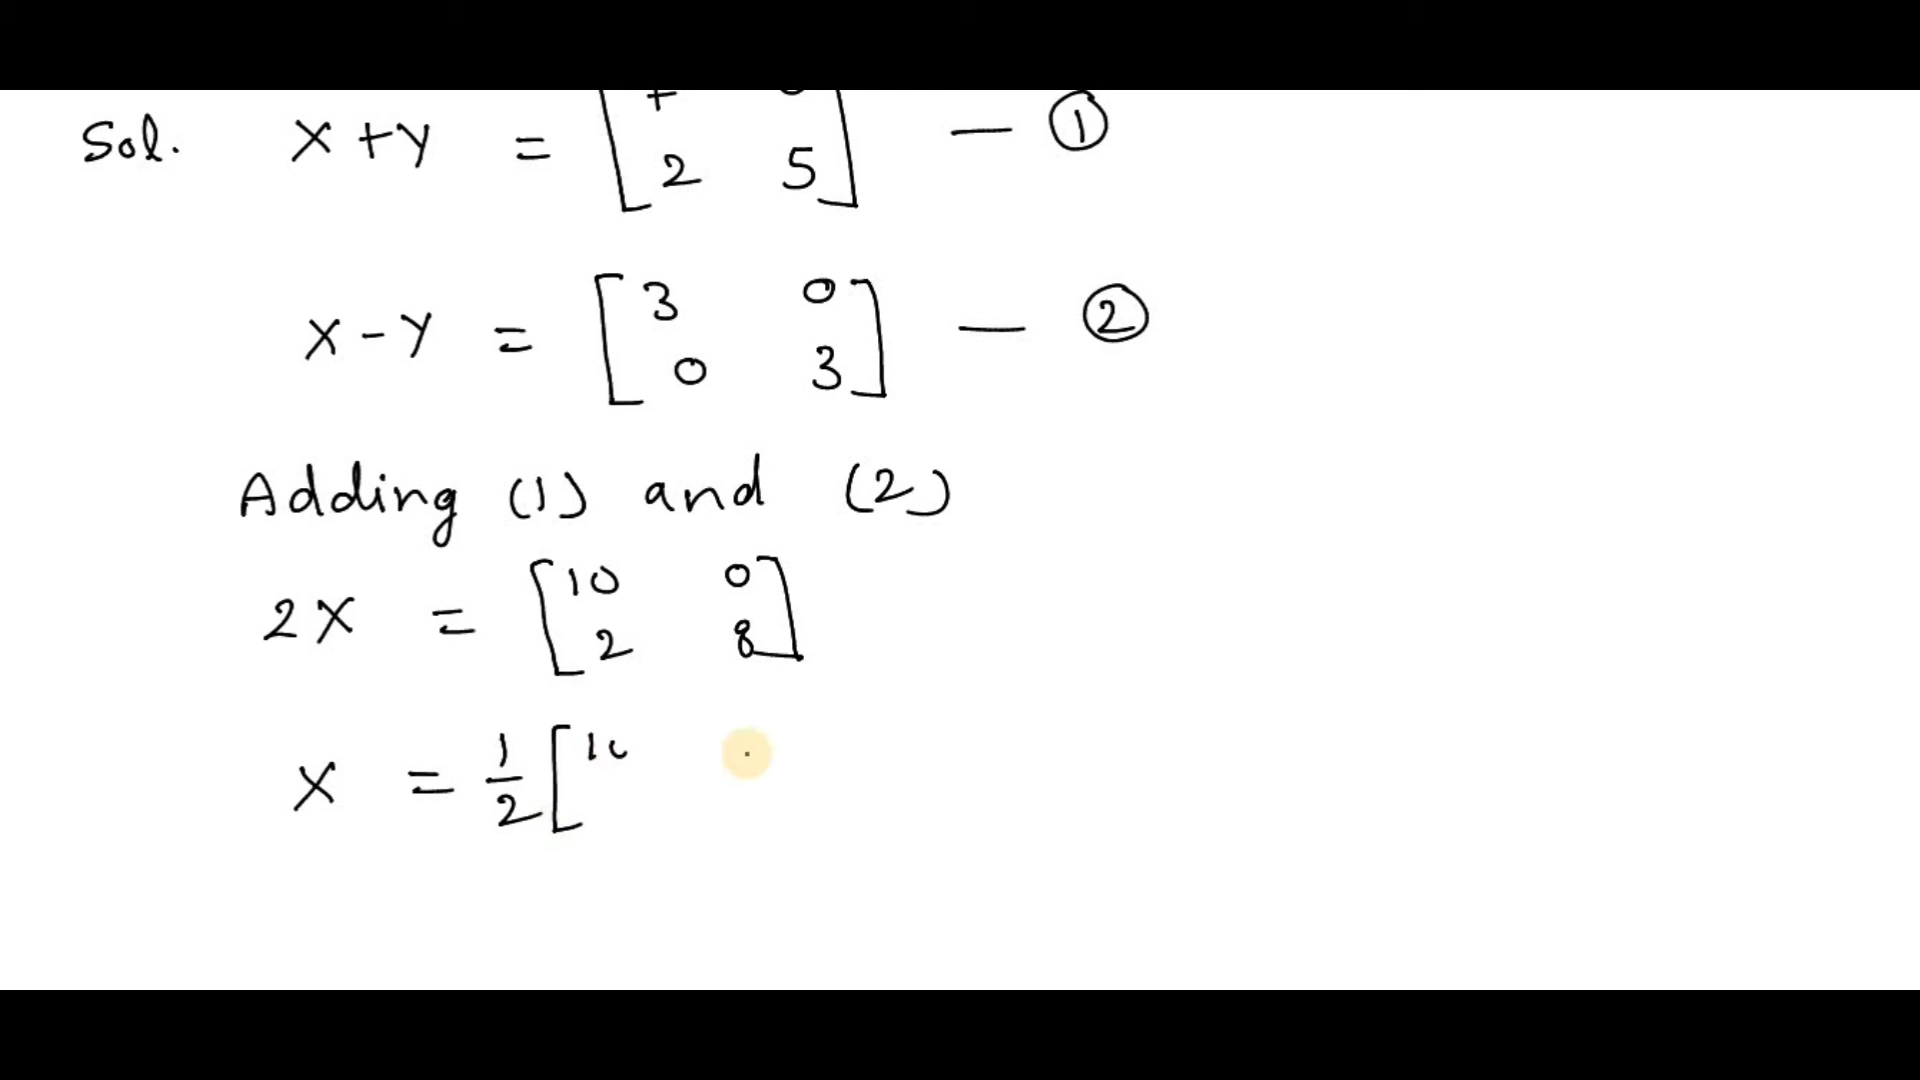 Sol. X + Y = [ 2 5 ] — ①
X - Y = [ 3 0
0 3 ] — ②
Adding (1) and (2)
2X = [ 10 0
2 8 ]
X = 1/2 [ 10